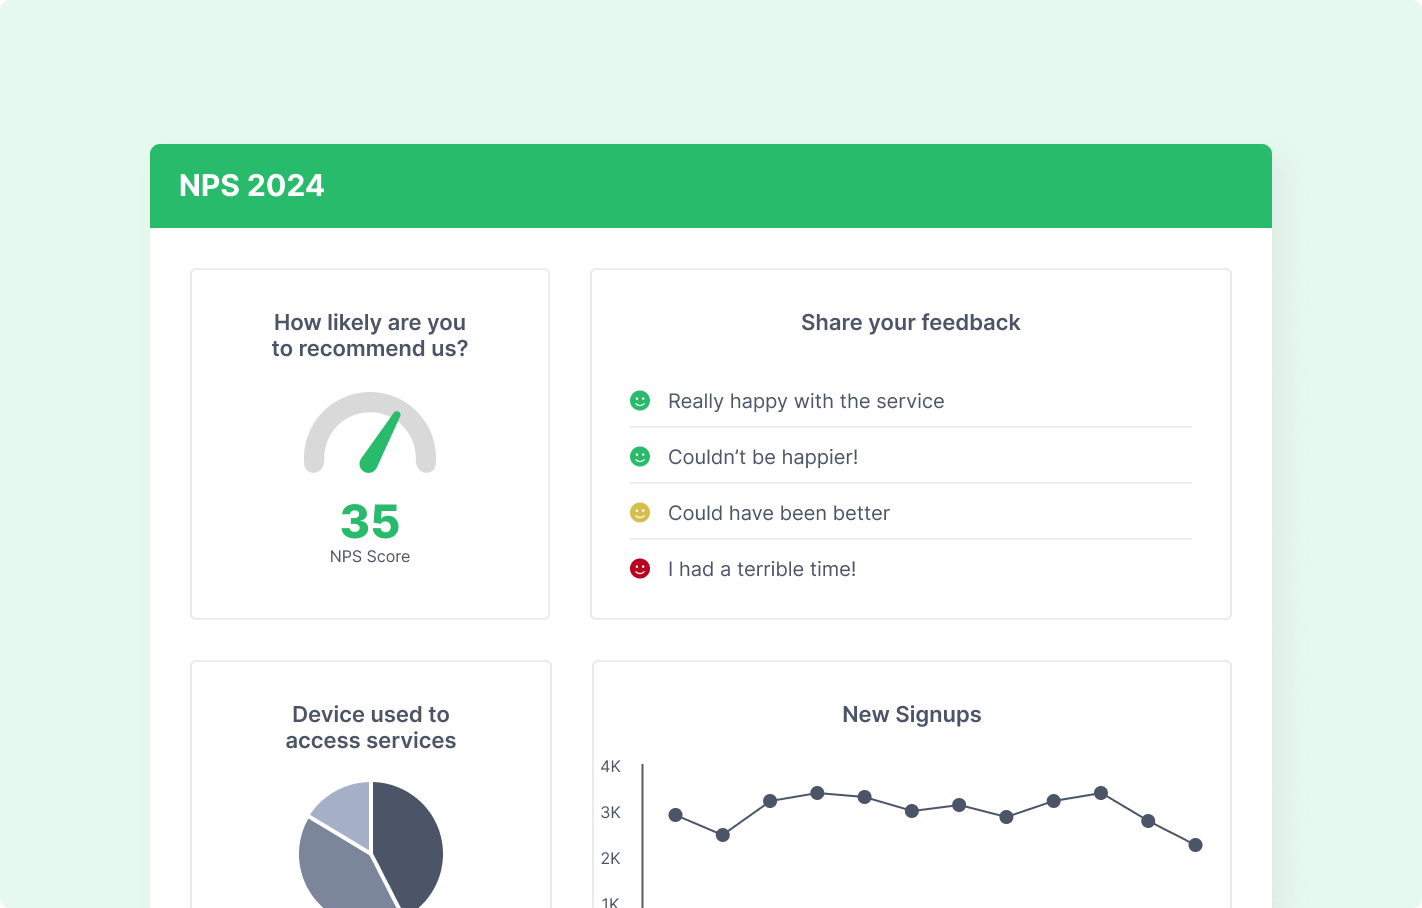 NPS 2024
How likely are you
to recommend us?
35
NPS Score
Share your feedback
Really happy with the service
Couldn’t be happier!
Could have been better
I had a terrible time!
Device used to
access services
New Signups
4K
3K
2K
1K